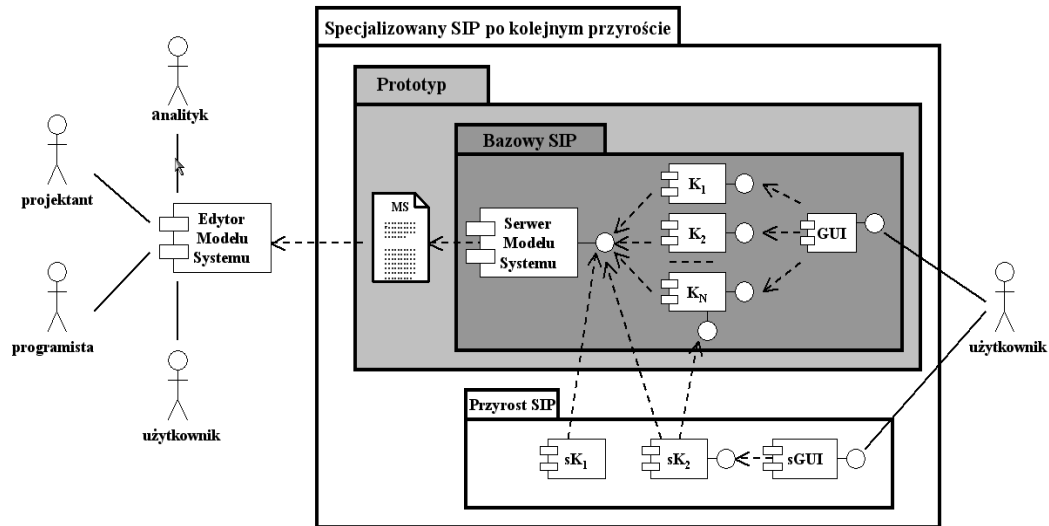 Specjalizowany SIP po kolejnym przyroście
Prototyp
Bazowy SIP
analityk
projektant
programista
użytkownik
Edytor
Modelu
Systemu
MS
Serwer
Modelu
Systemu
K1
K2
KN
GUI
użytkownik
Przyrost SIP
sK1
sK2
sGUI